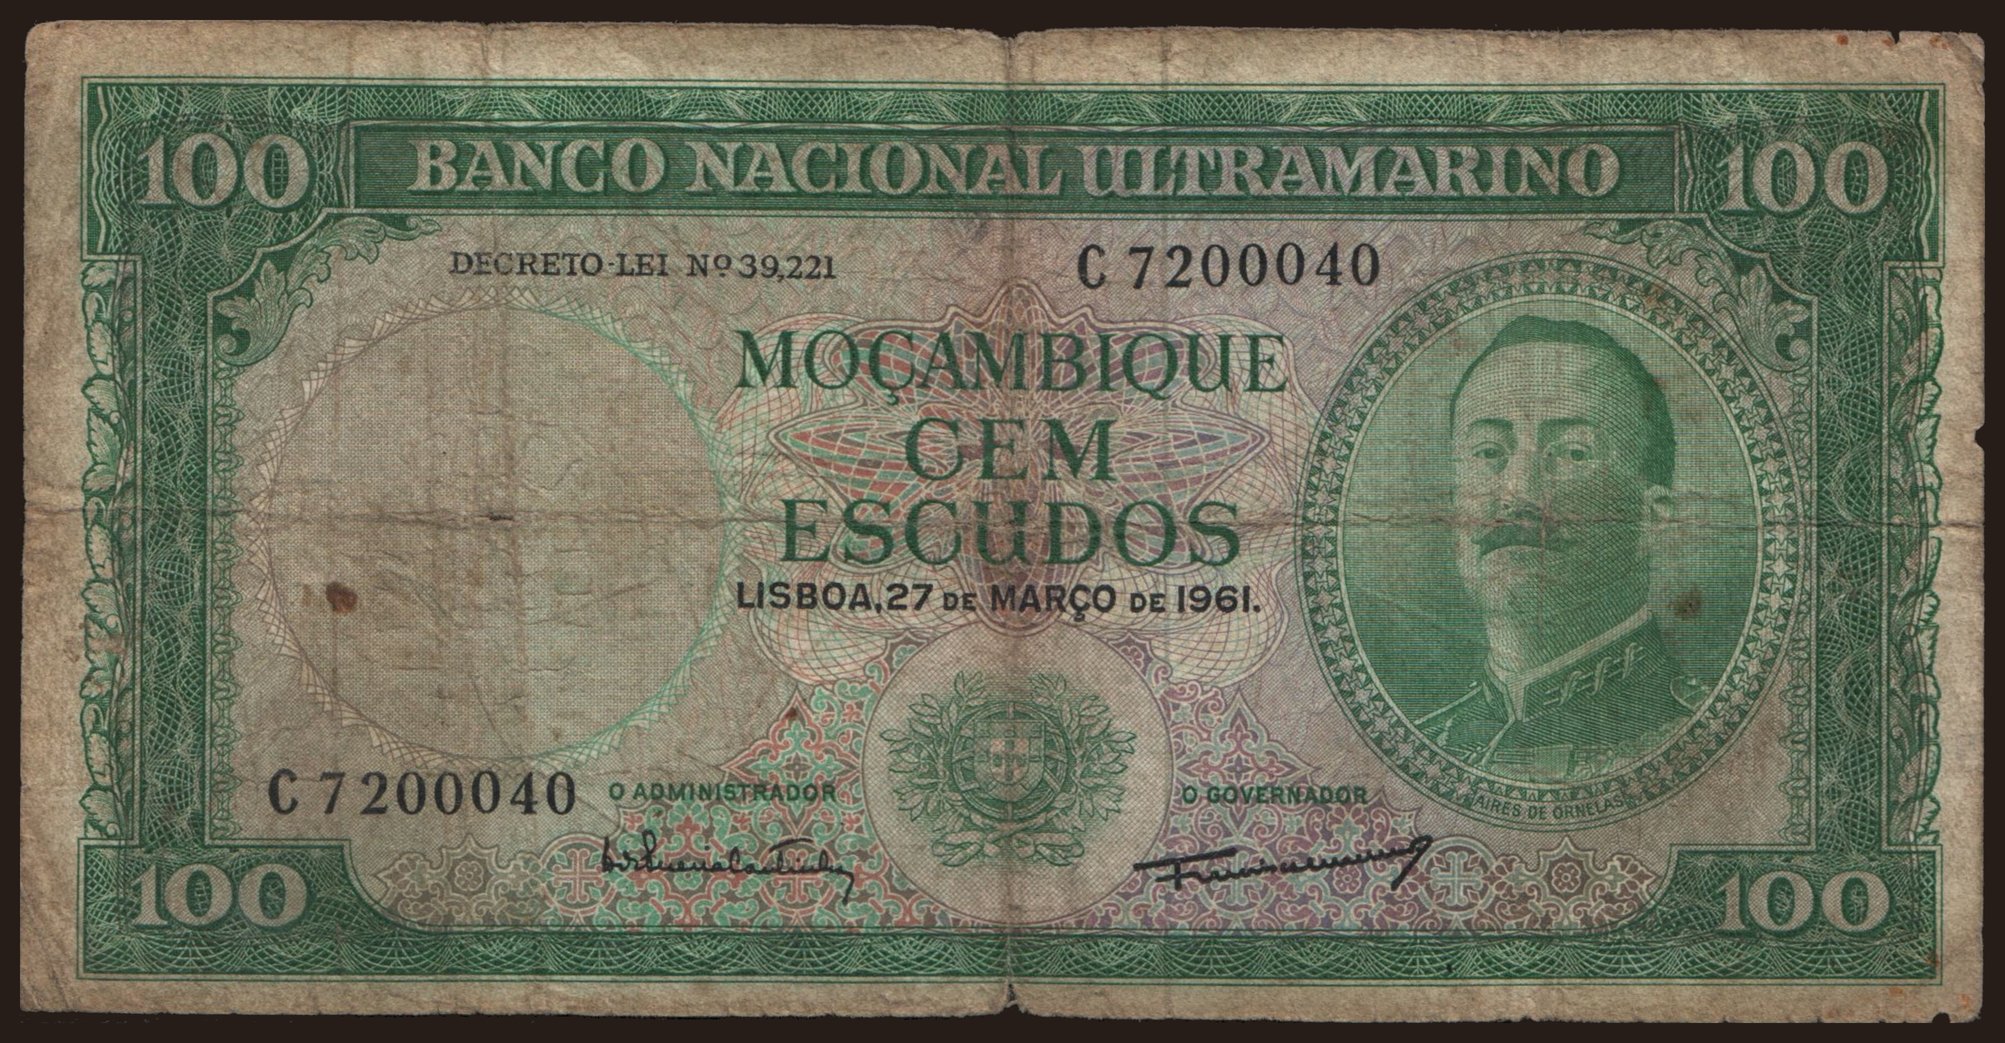 100 BANCO NACIONAL ULTRAMARINO 100
DECRETO-LEI Nº 39,221 C 7200040
MOÇAMBIQUE
CEM
ESCUDOS
LISBOA, 27 DE MARÇO DE 1961.
C 7200040 O ADMINISTRADOR O GOVERNADOR
AIRES DE ORNELAS
100 100